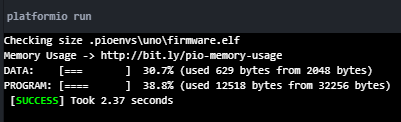 platformio run
Checking size .pioenvs\uno\firmware.elf
Memory Usage -> http://bit.ly/pio-memory-usage
DATA:    [===       ]  30.7% (used 629 bytes from 2048 bytes)
PROGRAM: [====      ]  38.8% (used 12518 bytes from 32256 bytes)
[SUCCESS] Took 2.37 seconds